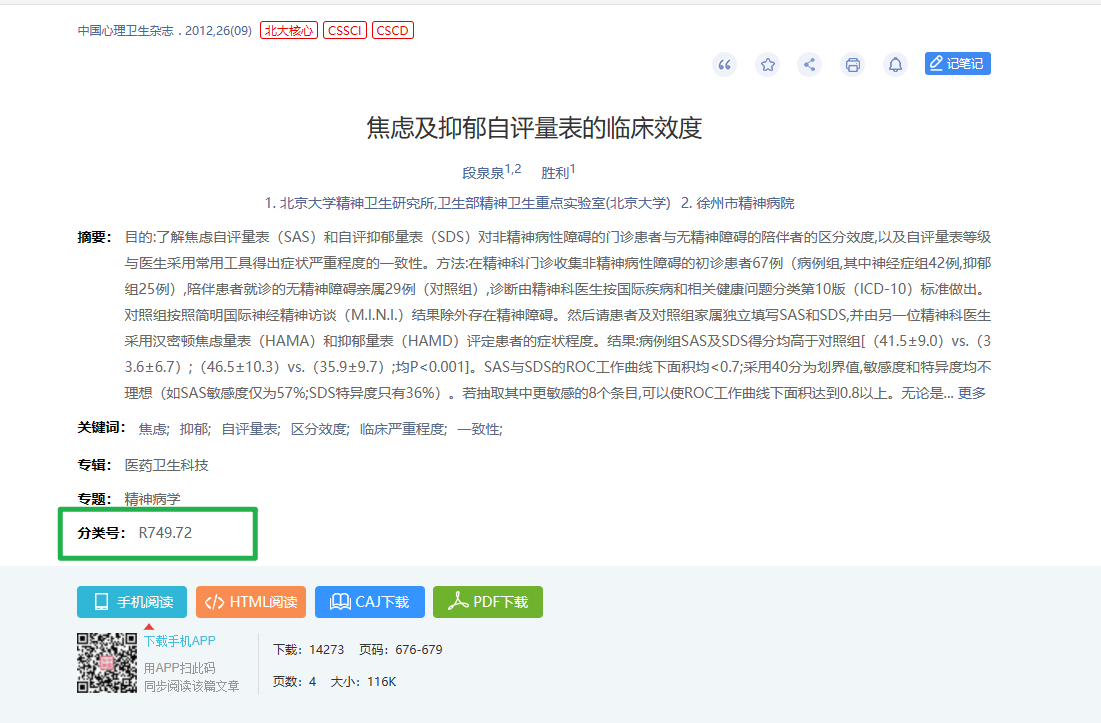 中国心理卫生杂志 . 2012,26(09) 北大核心 CSSCI CSCD
记笔记
焦虑及抑郁自评量表的临床效度
段泉泉1,2 胜利1
1. 北京大学精神卫生研究所,卫生部精神卫生重点实验室(北京大学) 2. 徐州市精神病院
摘要： 目的:了解焦虑自评量表（SAS）和自评抑郁量表（SDS）对非精神病性障碍的门诊患者与无精神障碍的陪伴者的区分效度,以及自评量表等级
与医生采用常用工具得出症状严重程度的一致性。方法:在精神科门诊收集非精神病性障碍的初诊患者67例（病例组,其中神经症组42例,抑郁
组25例）,陪伴患者就诊的无精神障碍亲属29例（对照组）,诊断由精神科医生按国际疾病和相关健康问题分类第10版（ICD-10）标准做出。
对照组按照简明国际神经精神访谈（M.I.N.I.）结果除外存在精神障碍。然后请患者及对照组家属独立填写SAS和SDS,并由另一位精神科医生
采用汉密顿焦虑量表（HAMA）和抑郁量表（HAMD）评定患者的症状程度。结果:病例组SAS及SDS得分均高于对照组[（41.5±9.0）vs.（3
3.6±6.7）;（46.5±10.3）vs.（35.9±9.7）;均P<0.001]。SAS与SDS的ROC工作曲线下面积均<0.7;采用40分为划界值,敏感度和特异度均不
理想（如SAS敏感度仅为57%;SDS特异度只有36%）。若抽取其中更敏感的8个条目,可以使ROC工作曲线下面积达到0.8以上。无论是... 更多
关键词： 焦虑; 抑郁; 自评量表; 区分效度; 临床严重程度; 一致性;
专辑： 医药卫生科技
专题： 精神病学
分类号： R749.72
手机阅读 HTML阅读 CAJ下载 PDF下载
下载手机APP
用APP扫此码
同步阅读该篇文章
下载：14273 页码：676-679
页数：4 大小：116K